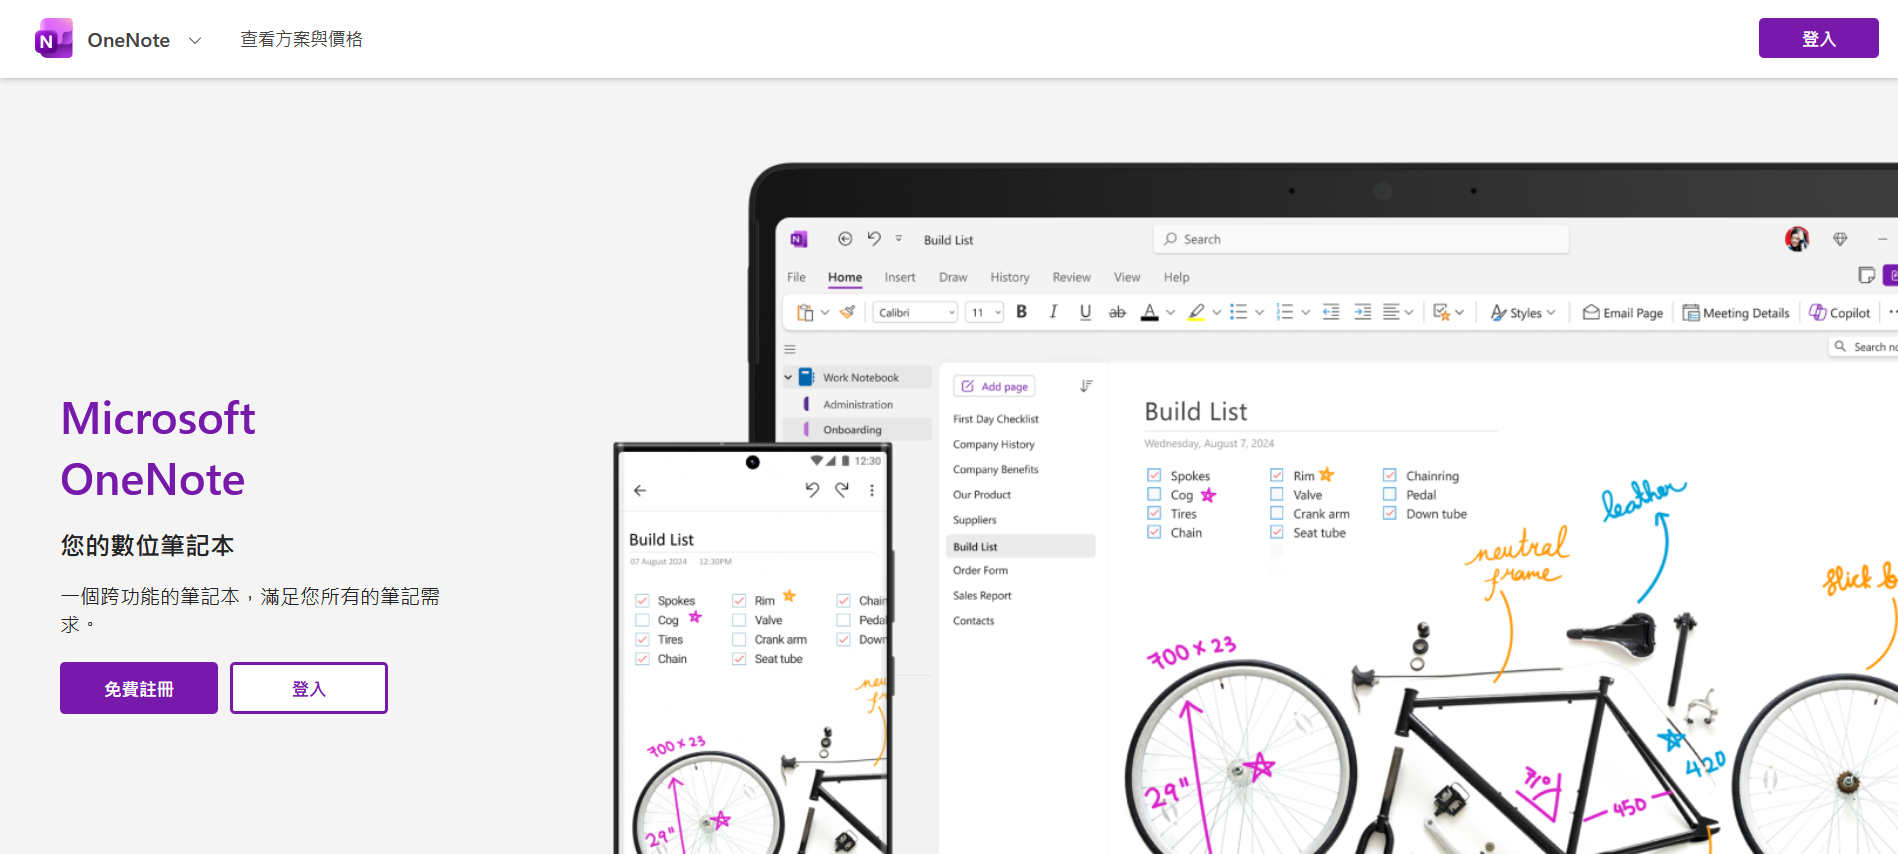 OneNote
查看方案與價格
登入
Microsoft
OneNote
您的數位筆記本
一個跨功能的筆記本，滿足您所有的筆記需
求。
免費註冊
登入
Build List
Search
File Home Insert Draw History Review View Help
Calibri 11 B I U ab A Styles Email Page Meeting Details Copilot
Search
Work Notebook
Administration
Onboarding
Add page
First Day Checklist
Company History
Company Benefits
Our Product
Suppliers
Build List
Order Form
Sales Report
Contacts
Build List
Wednesday, August 7, 2024
Spokes Rim Chainring
Cog Valve Pedal
Tires Crank arm Down tube
Chain Seat tube
leather
neutral
frame
slick
700 x 23
29"
71°
450
420
12:30
Build List
07 August 2024 12:30PM
Spokes Rim
Cog Valve
Tires Crank arm Down
Chain Seat tube
700 x 23
29"